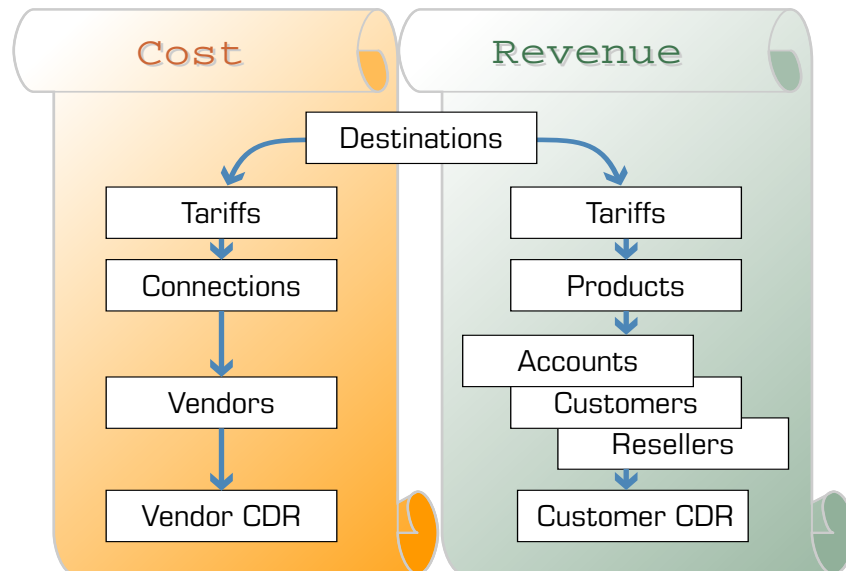 Cost
Revenue
Destinations
Tariffs
Tariffs
Connections
Products
Accounts
Vendors
Customers
Resellers
Vendor CDR
Customer CDR